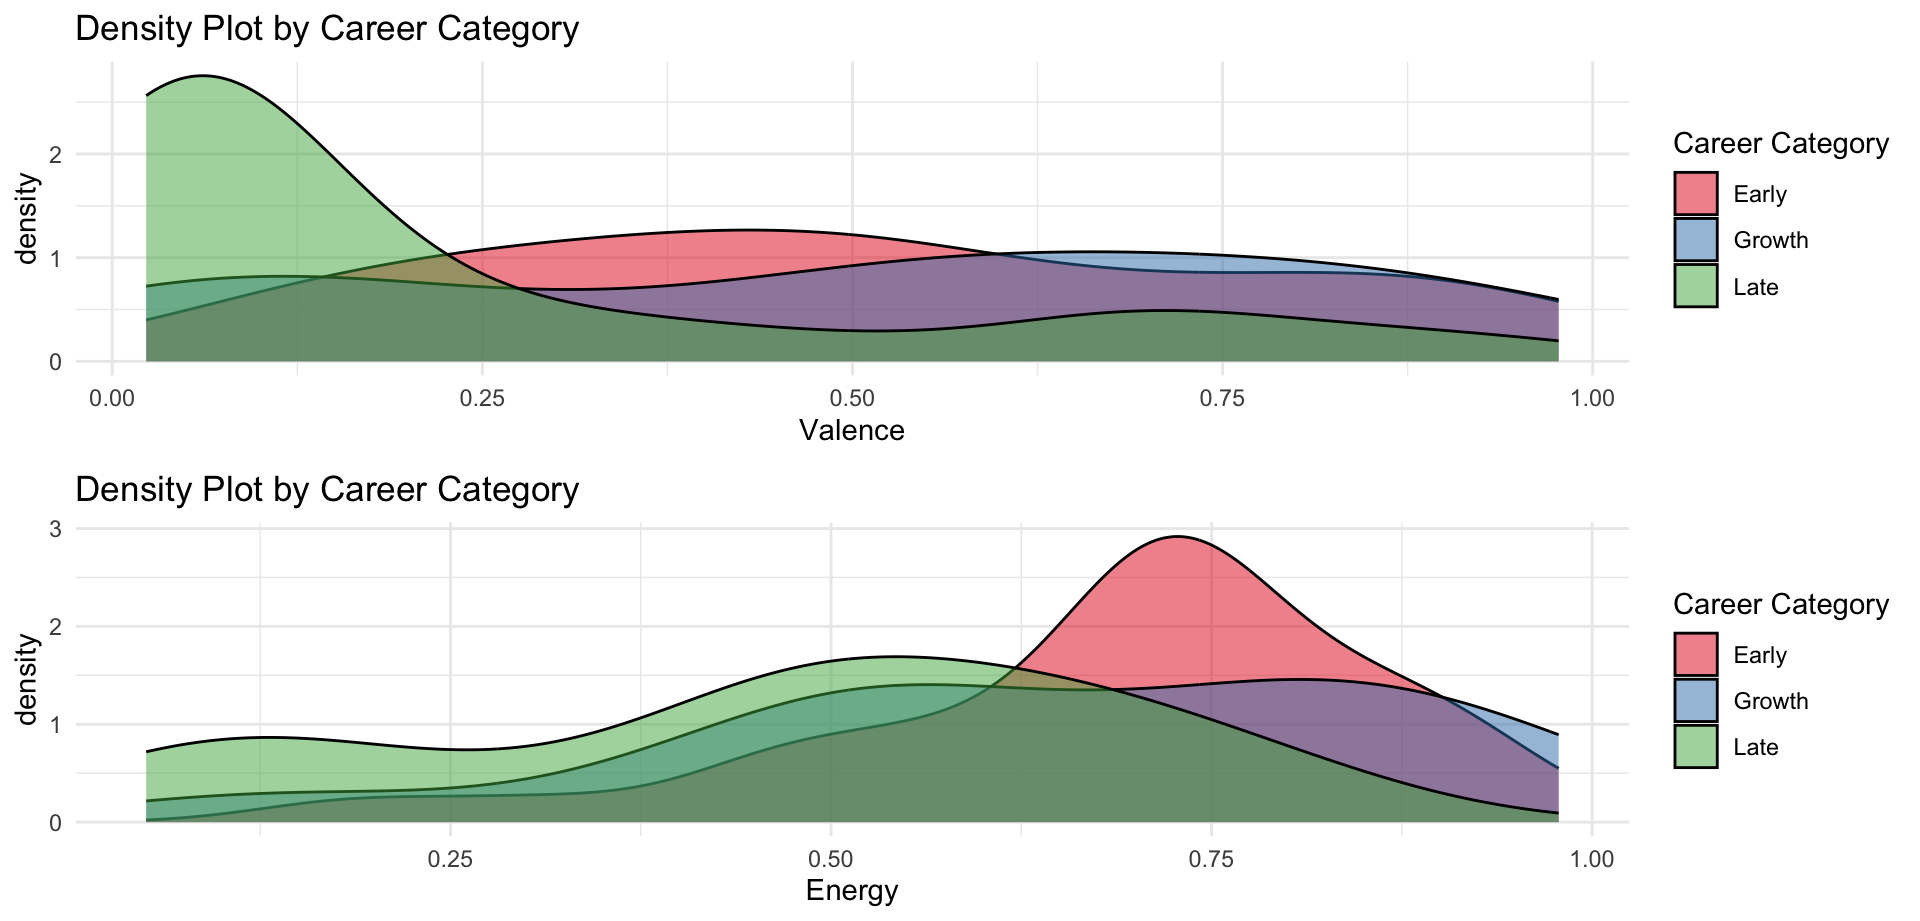 Density Plot by Career Category
density
2
1
0
0.00 0.25 0.50 0.75 1.00
Valence
Career Category
Early
Growth
Late
Density Plot by Career Category
density
3
2
1
0
0.25 0.50 0.75 1.00
Energy
Career Category
Early
Growth
Late